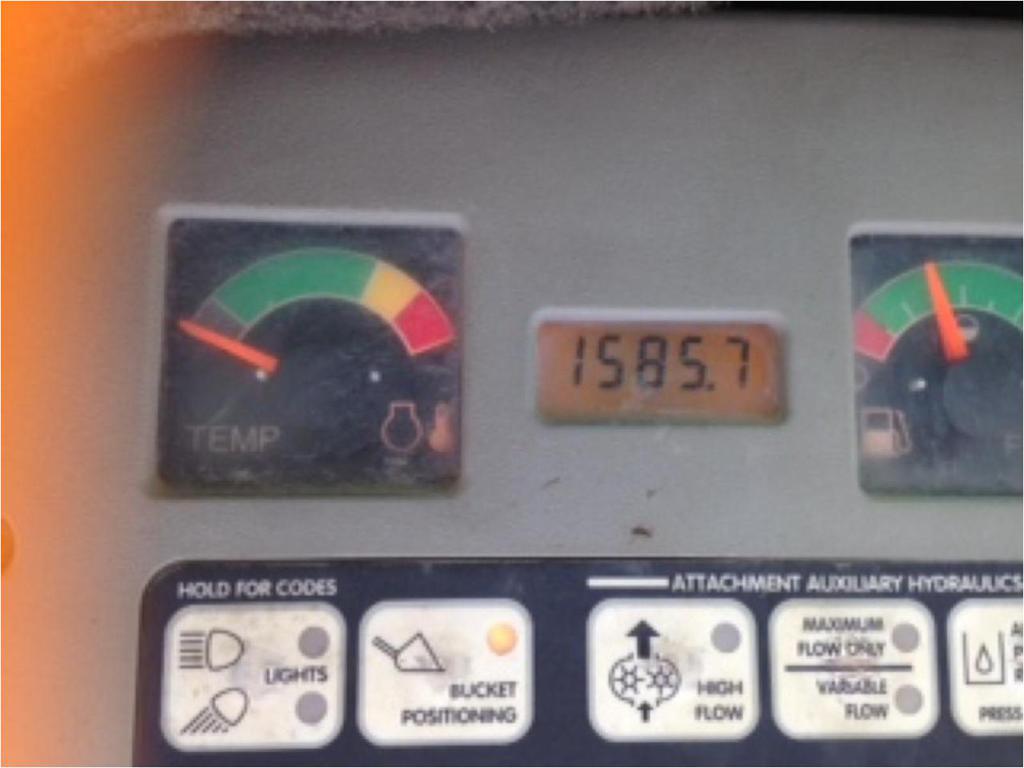 1585.7
TEMP
F
HOLD FOR CODES
ATTACHMENT AUXILIARY HYDRAULICS
LIGHTS
BUCKET
POSITIONING
HIGH
FLOW
MAXIMUM
FLOW ONLY
VARIABLE
FLOW
PRESS